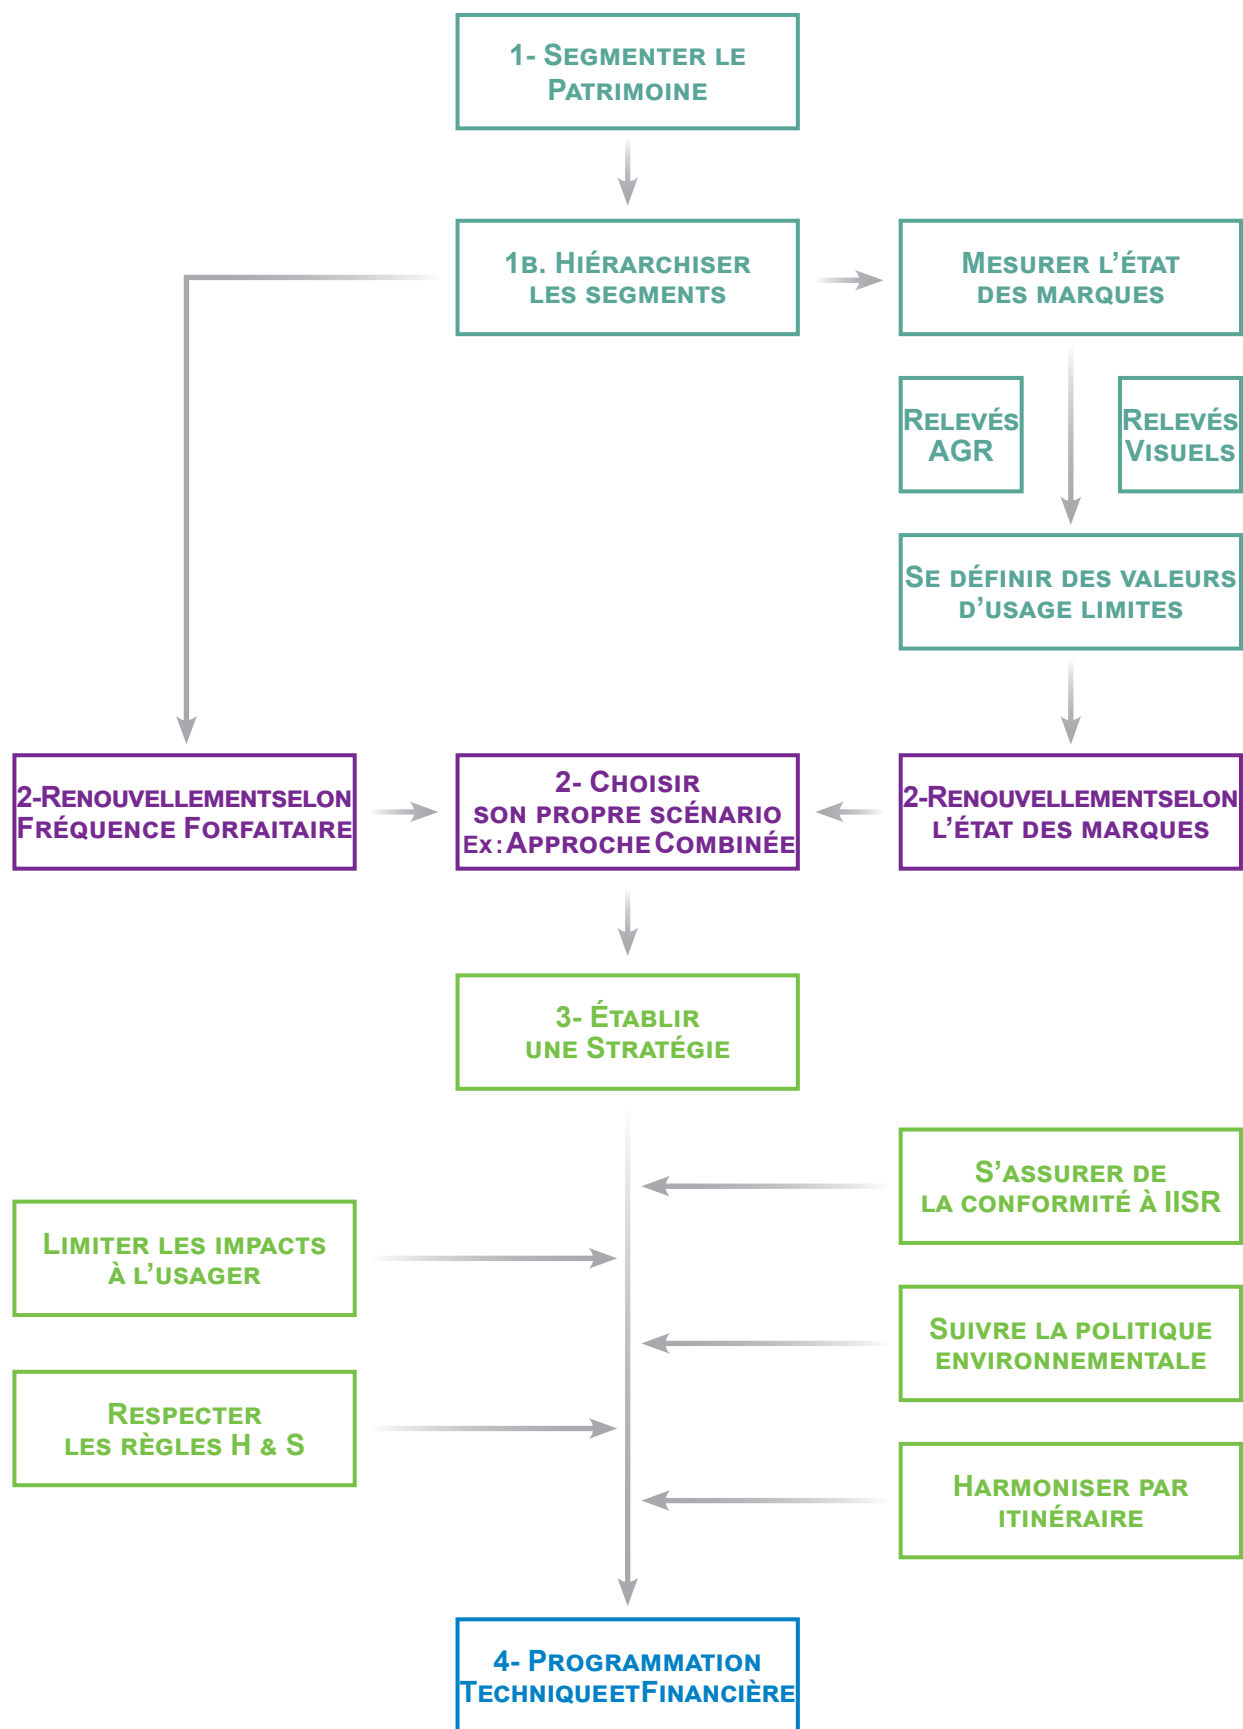 1- Segmenter le
Patrimoine
1b. Hiérarchiser
les segments
Mesurer l'état
des marques
Relevés
AGR
Relevés
Visuels
Se définir des valeurs
d'usage limites
2-Renouvellementselon
Fréquence Forfaitaire
2- Choisir
son propre scénario
Ex : Approche Combinée
2-Renouvellementselon
l'état des marques
3- Établir
une Stratégie
S'assurer de
la conformité à IISR
Limiter les impacts
à l'usager
Suivre la politique
environnementale
Respecter
les règles H & S
Harmoniser par
itinéraire
4- Programmation
TechniqueetFinancière